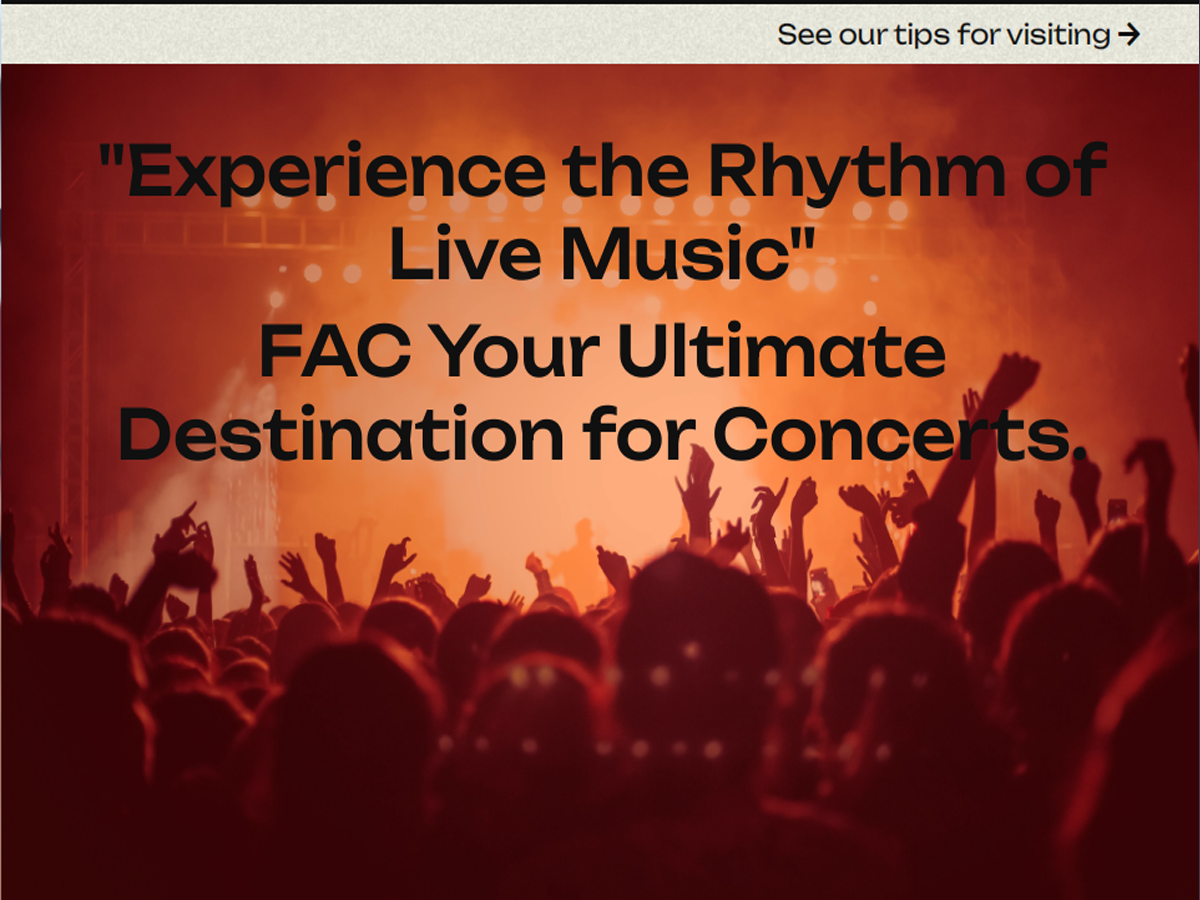 See our tips for visiting →
"Experience the Rhythm of
Live Music"
FAC Your Ultimate
Destination for Concerts.